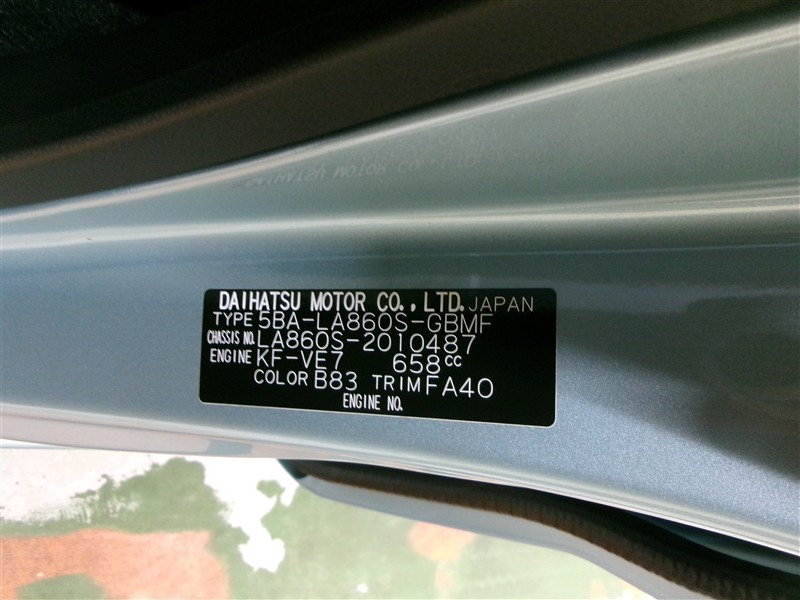 DAIHATSU MOTOR CO., LTD. JAPAN
TYPE 5BA-LA860S-GBMF
CHASSIS NO. LA860S-2010487
ENGINE KF-VE7 658cc
COLOR B83 TRIM FA40
ENGINE NO.